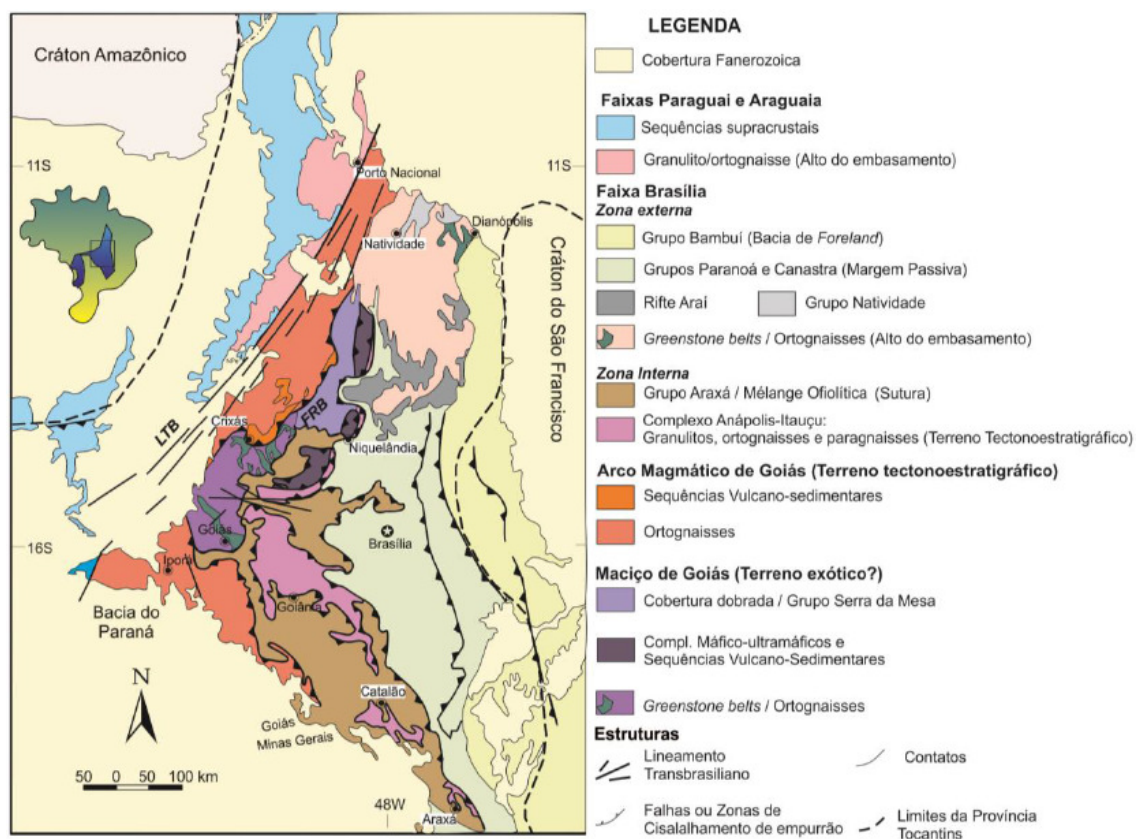 Cráton Amazônico
11S
11S
Porto Nacional
Natividade
Dianópolis
Cráton do São Francisco
LTB
Crixás
FRB
Niquelândia
16S
Goiás
Brasília
Iporá
Bacia do
Paraná
Goiânia
N
Catalão
Goiás
Minas Gerais
50 0 50 100 km
48W
Araxá
LEGENDA
Cobertura Fanerozoica
Faixas Paraguai e Araguaia
Sequências supracrustais
Granulito/ortognaisse (Alto do embasamento)
Faixa Brasília
Zona externa
Grupo Bambuí (Bacia de Foreland)
Grupos Paranoá e Canastra (Margem Passiva)
Rifte Araí
Grupo Natividade
Greenstone belts / Ortognaisses (Alto do embasamento)
Zona Interna
Grupo Araxá / Mélange Ofiolítica (Sutura)
Complexo Anápolis-Itauçu:
Granulitos, ortognaisses e paragnaisses (Terreno Tectonoestratigráfico)
Arco Magmático de Goiás (Terreno tectonoestratigráfico)
Sequências Vulcano-sedimentares
Ortognaisses
Maciço de Goiás (Terreno exótico?)
Cobertura dobrada / Grupo Serra da Mesa
Compl. Máfico-ultramáficos e
Sequências Vulcano-Sedimentares
Greenstone belts / Ortognaisses
Estruturas
Lineamento
Transbrasiliano
Contatos
Falhas ou Zonas de
Cisalalhamento de empurrão
Limites da Província
Tocantins